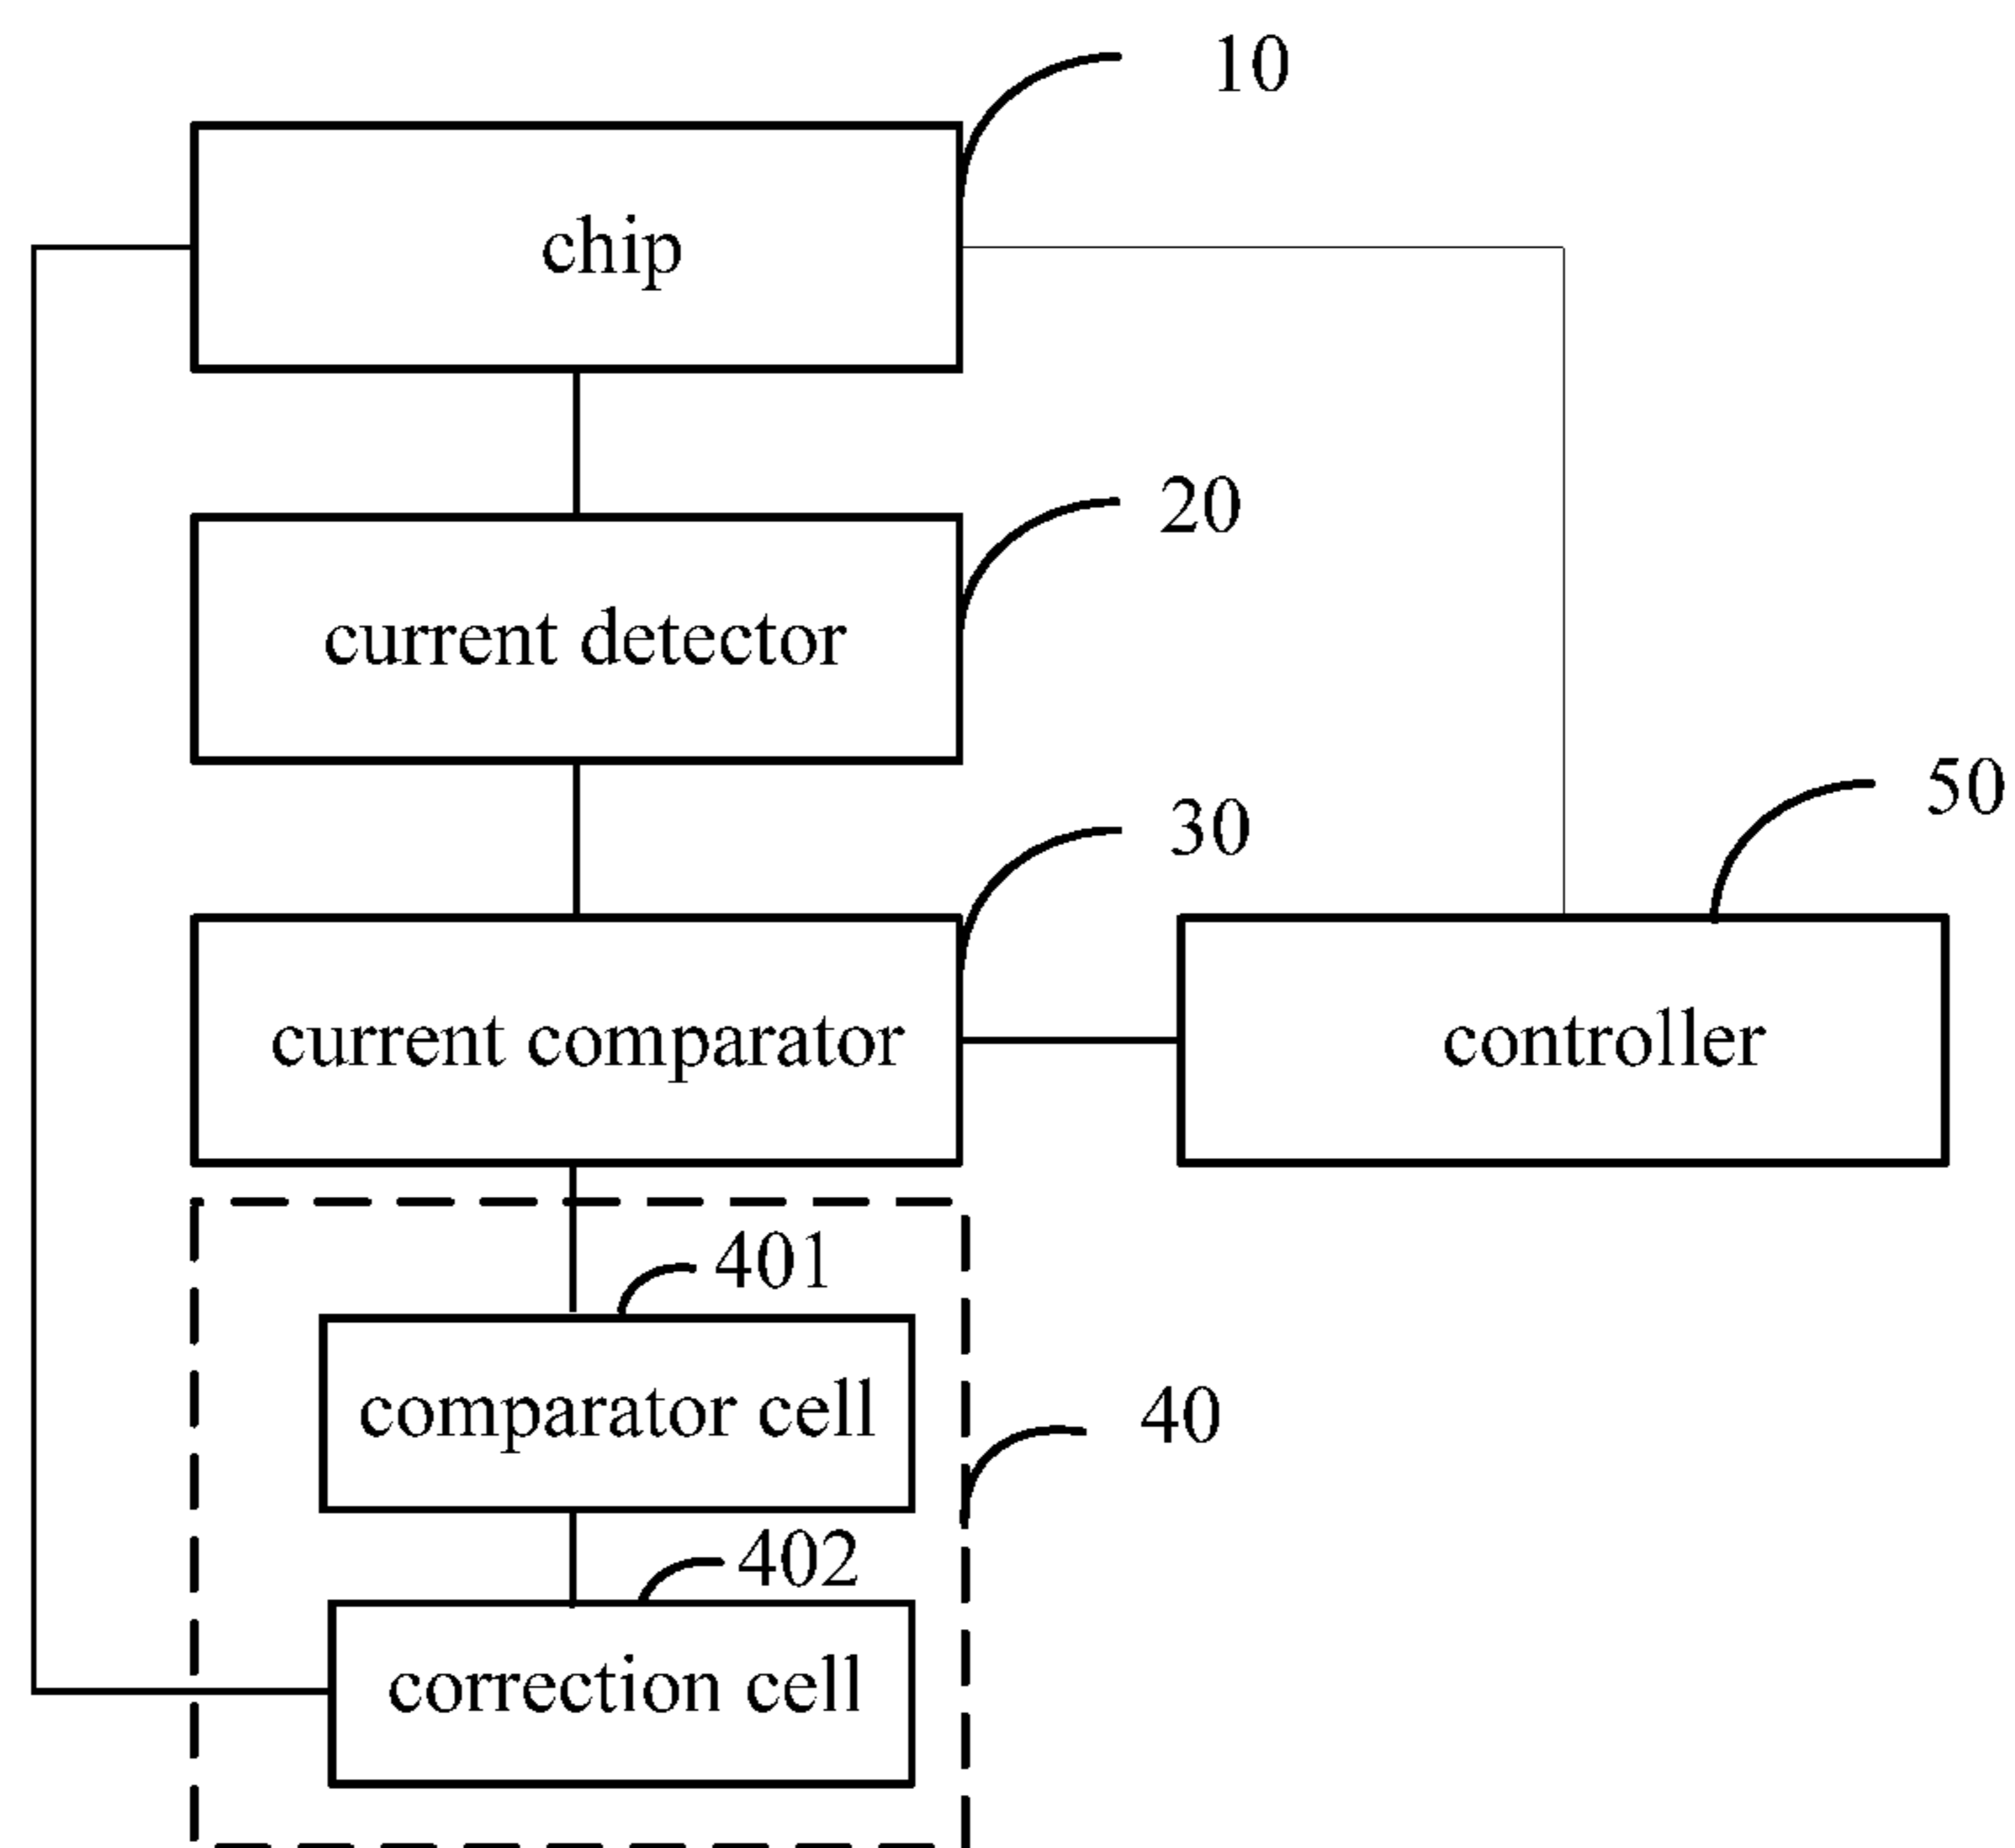 10
chip
20
current detector
30
50
current comparator
controller
401
comparator cell
40
402
correction cell